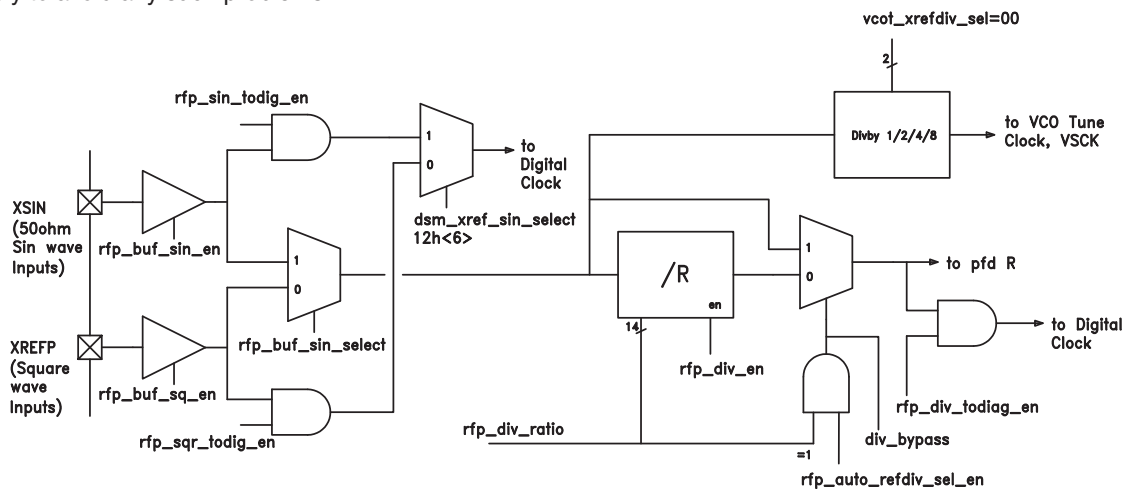 vcot_xrefdiv_sel=00
2
rfp_sin_todig_en
Divby 1/2/4/8
to VCO Tune
Clock, VSCK
1
0
to
Digital
Clock
XSIN
(50ohm
Sin wave
Inputs)
rfp_buf_sin_en
dsm_xref_sin_select
12h<6>
1
0
/R
en
1
0
to pfd R
14
XREFP
(Square
wave
Inputs)
rfp_buf_sin_select
rfp_buf_sq_en
rfp_div_en
to Digital
Clock
rfp_div_todiag_en
rfp_sqr_todig_en
rfp_div_ratio
=1
div_bypass
rfp_auto_refdiv_sel_en